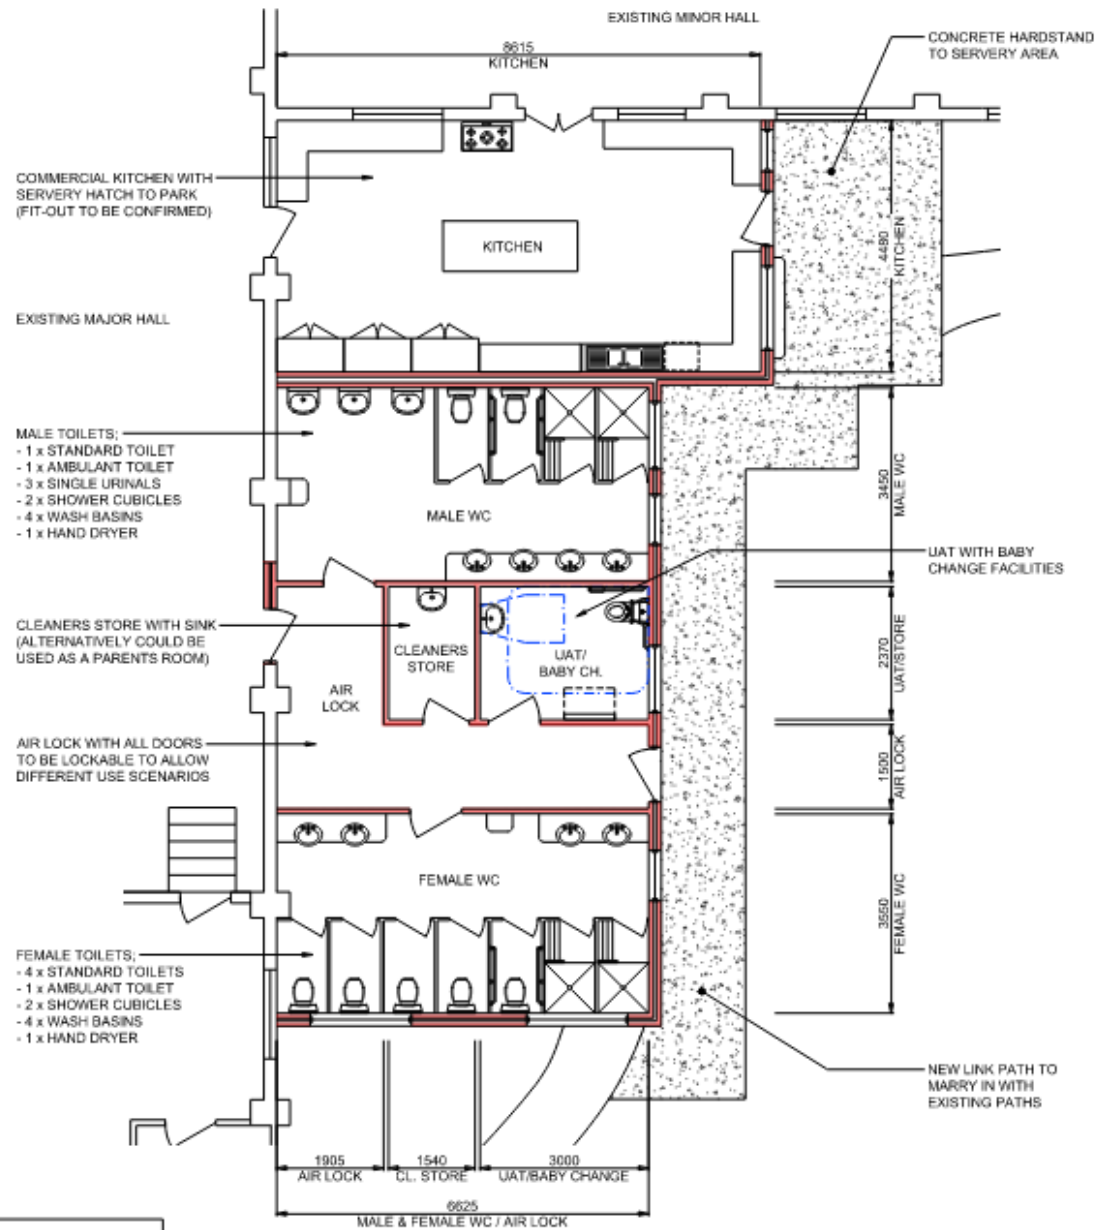 EXISTING MINOR HALL
8615
KITCHEN
CONCRETE HARDSTAND
TO SERVERY AREA
COMMERCIAL KITCHEN WITH
SERVERY HATCH TO PARK
(FIT-OUT TO BE CONFIRMED)
KITCHEN
4480
KITCHEN
EXISTING MAJOR HALL
MALE TOILETS;
- 1 x STANDARD TOILET
- 1 x AMBULANT TOILET
- 3 x SINGLE URINALS
- 2 x SHOWER CUBICLES
- 4 x WASH BASINS
- 1 x HAND DRYER
MALE WC
3450
MALE WC
UAT WITH BABY
CHANGE FACILITIES
CLEANERS STORE WITH SINK
(ALTERNATIVELY COULD BE
USED AS A PARENTS ROOM)
CLEANERS
STORE
UAT/
BABY CH.
2370
UAT/STORE
AIR
LOCK
AIR LOCK WITH ALL DOORS
TO BE LOCKABLE TO ALLOW
DIFFERENT USE SCENARIOS
1500
AIR LOCK
FEMALE WC
3550
FEMALE WC
FEMALE TOILETS;
- 4 x STANDARD TOILETS
- 1 x AMBULANT TOILET
- 2 x SHOWER CUBICLES
- 4 x WASH BASINS
- 1 x HAND DRYER
NEW LINK PATH TO
MARRY IN WITH
EXISTING PATHS
1905
AIR LOCK
1540
CL. STORE
3000
UAT/BABY CHANGE
6625
MALE & FEMALE WC / AIR LOCK